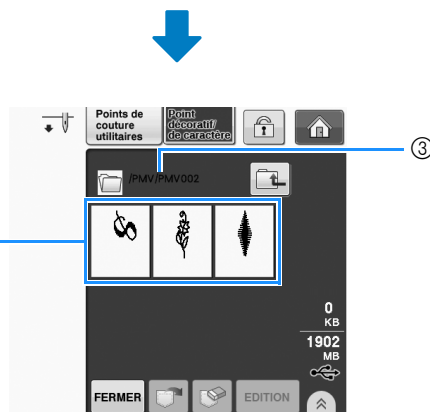 Points de
couture
utilitaires
Point
décoratif/
de caractère
③
/PMV/PMV002
0
KB
1902
MB
FERMER
EDITION